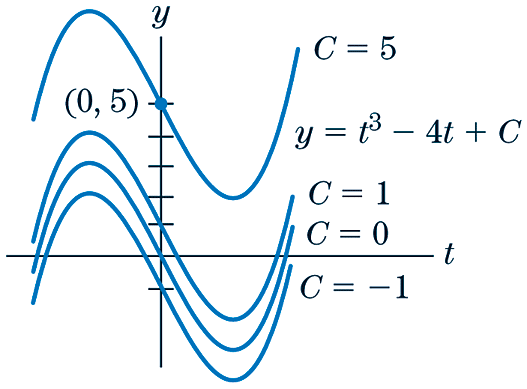 y
C = 5
(0, 5)
y = t³ − 4t + C
C = 1
C = 0
t
C = −1